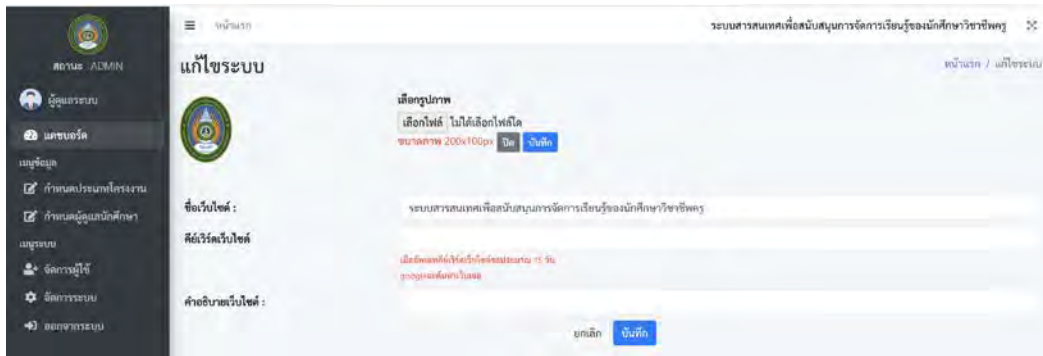 หน้าแรก
ระบบสารสนเทศเพื่อสนับสนุนการจัดการเรียนรู้ของนักศึกษาวิชาชีพครู
สถานะ ADMIN
ผู้ดูแลระบบ
แดชบอร์ด
เมนูข้อมูล
กำหนดประเภทโครงงาน
กำหนดผู้ดูแลนักศึกษา
เมนูระบบ
จัดการผู้ใช้
จัดการระบบ
ออกจากระบบ
แก้ไขระบบ
หน้าแรก / แก้ไขระบบ
เลือกรูปภาพ
เลือกไฟล์ ไม่ได้เลือกไฟล์ใด
ขนาดภาพ 200x100px ปิด บันทึก
ชื่อเว็บไซต์ :
ระบบสารสนเทศเพื่อสนับสนุนการจัดการเรียนรู้ของนักศึกษาวิชาชีพครู
คีย์เวิร์ดเว็บไซต์
คำอธิบายเว็บไซต์ :
ยกเลิก บันทึก